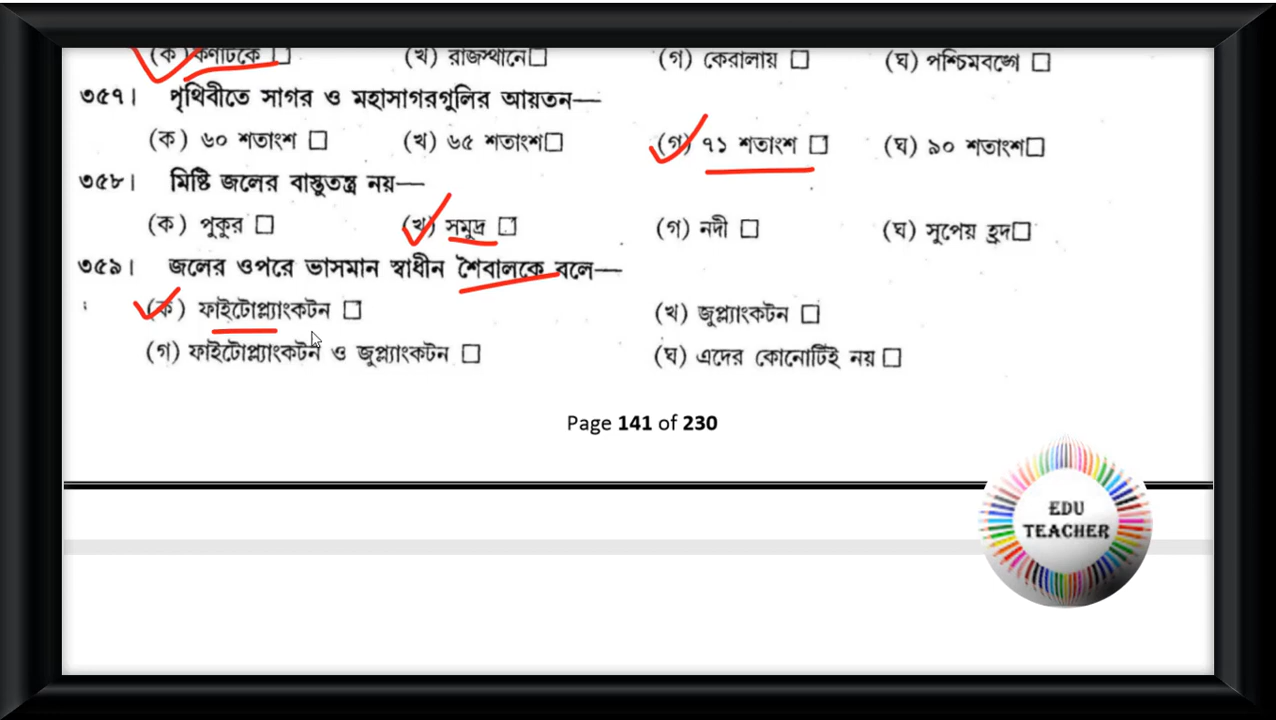 (ক) কর্ণাটকে (খ) রাজস্থানে (গ) কেরালায় (ঘ) পশ্চিমবঙ্গে
৩৫৭। পৃথিবীতে সাগর ও মহাসাগরগুলির আয়তন—
(ক) ৬০ শতাংশ (খ) ৬৫ শতাংশ (গ) ৭১ শতাংশ (ঘ) ৯০ শতাংশ
৩৫৮। মিষ্টি জলের বাস্তুতন্ত্র নয়—
(ক) পুকুর (খ) সমুদ্র (গ) নদী (ঘ) সুপেয় হ্রদ
৩৫৯। জলের ওপরে ভাসমান স্বাধীন শৈবালকে বলে—
(ক) ফাইটোপ্ল্যাংকটন (খ) জুপ্ল্যাংকটন
(গ) ফাইটোপ্ল্যাংকটন ও জুপ্ল্যাংকটন (ঘ) এদের কোনোটিই নয়
Page 141 of 230
EDU
TEACHER